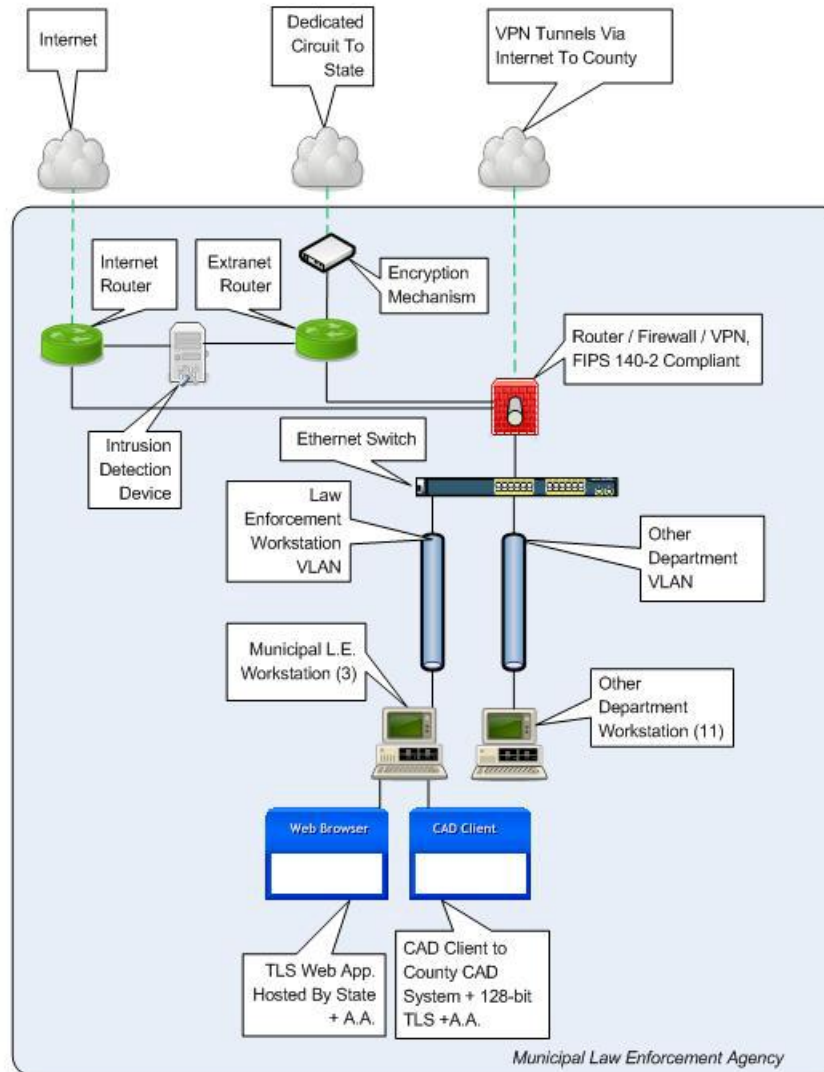 Internet
Dedicated
Circuit To
State
VPN Tunnels Via
Internet To County
Internet
Router
Extranet
Router
Encryption
Mechanism
Router / Firewall / VPN,
FIPS 140-2 Compliant
Intrusion
Detection
Device
Ethernet Switch
Law
Enforcement
Workstation
VLAN
Other
Department
VLAN
Municipal L.E.
Workstation (3)
Other
Department
Workstation (11)
Web Browser
CAD Client
TLS Web App.
Hosted By State
+ A.A.
CAD Client to
County CAD
System + 128-bit
TLS +A.A.
Municipal Law Enforcement Agency